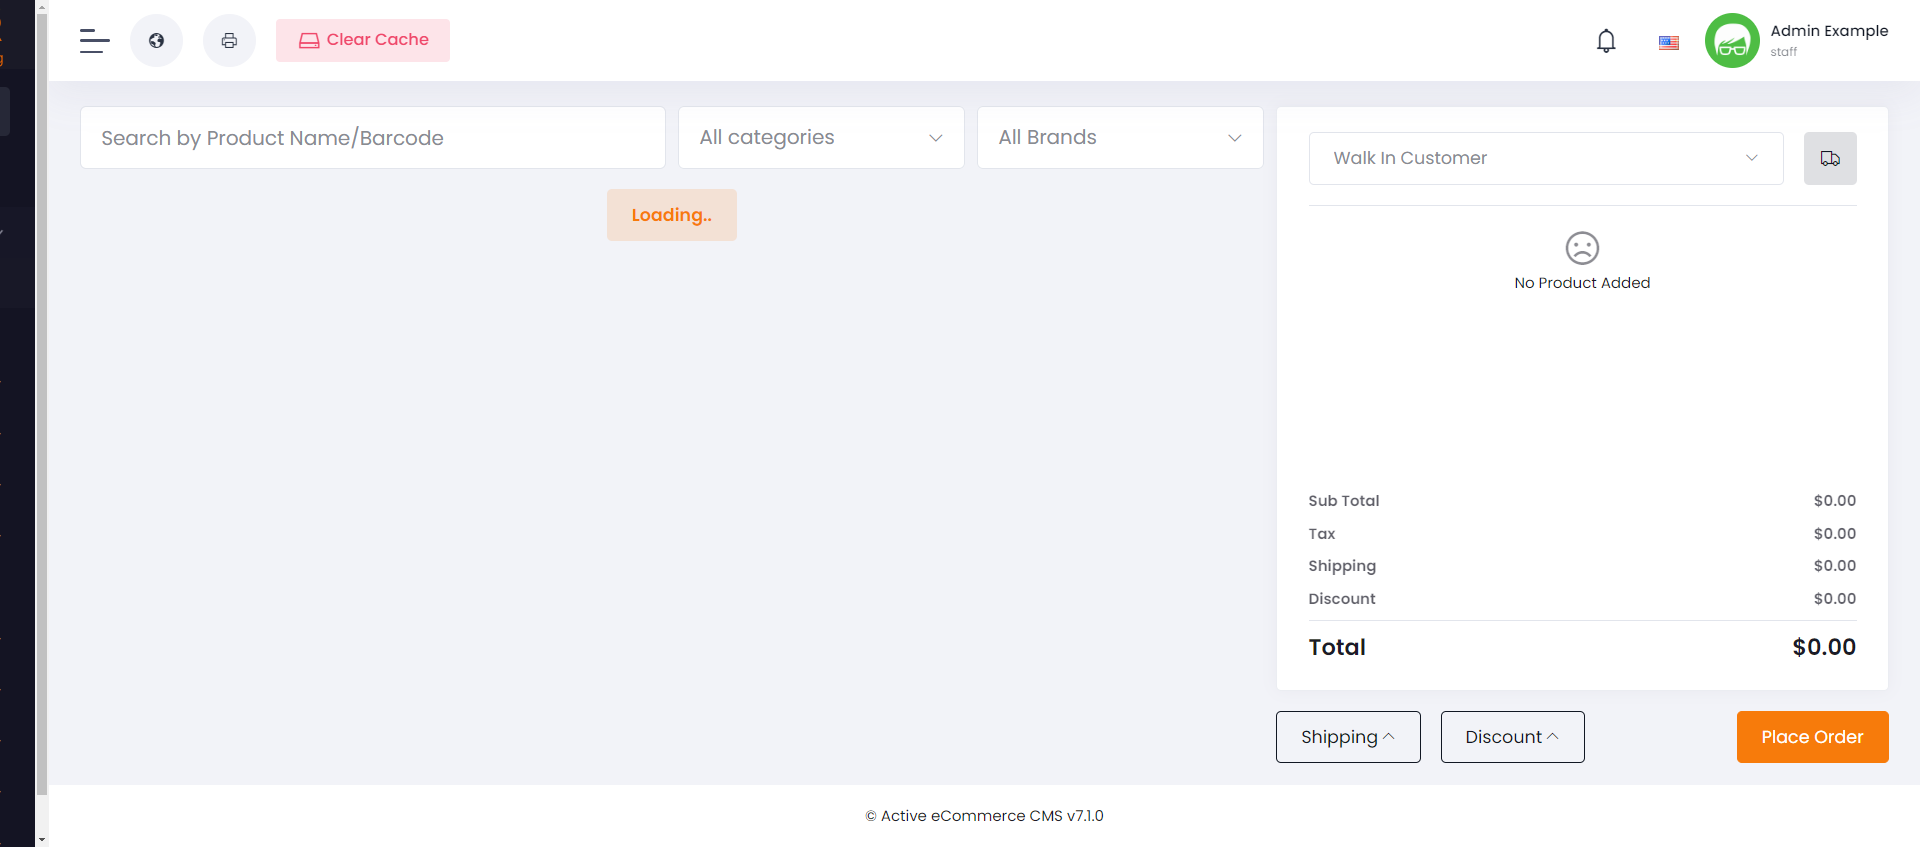 Clear Cache
Admin Example
staff
Search by Product Name/Barcode
All categories
All Brands
Walk In Customer
Loading..
No Product Added
Sub Total $0.00
Tax $0.00
Shipping $0.00
Discount $0.00
Total $0.00
Shipping
Discount
Place Order
© Active eCommerce CMS v7.1.0